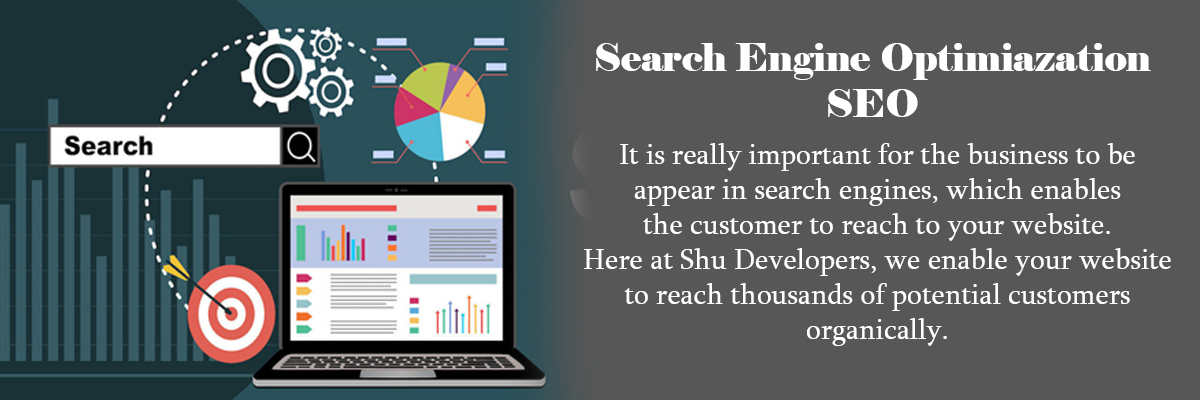 Search
Search Engine Optimiazation
SEO
It is really important for the business to be
appear in search engines, which enables
the customer to reach to your website.
Here at Shu Developers, we enable your website
to reach thousands of potential customers
organically.